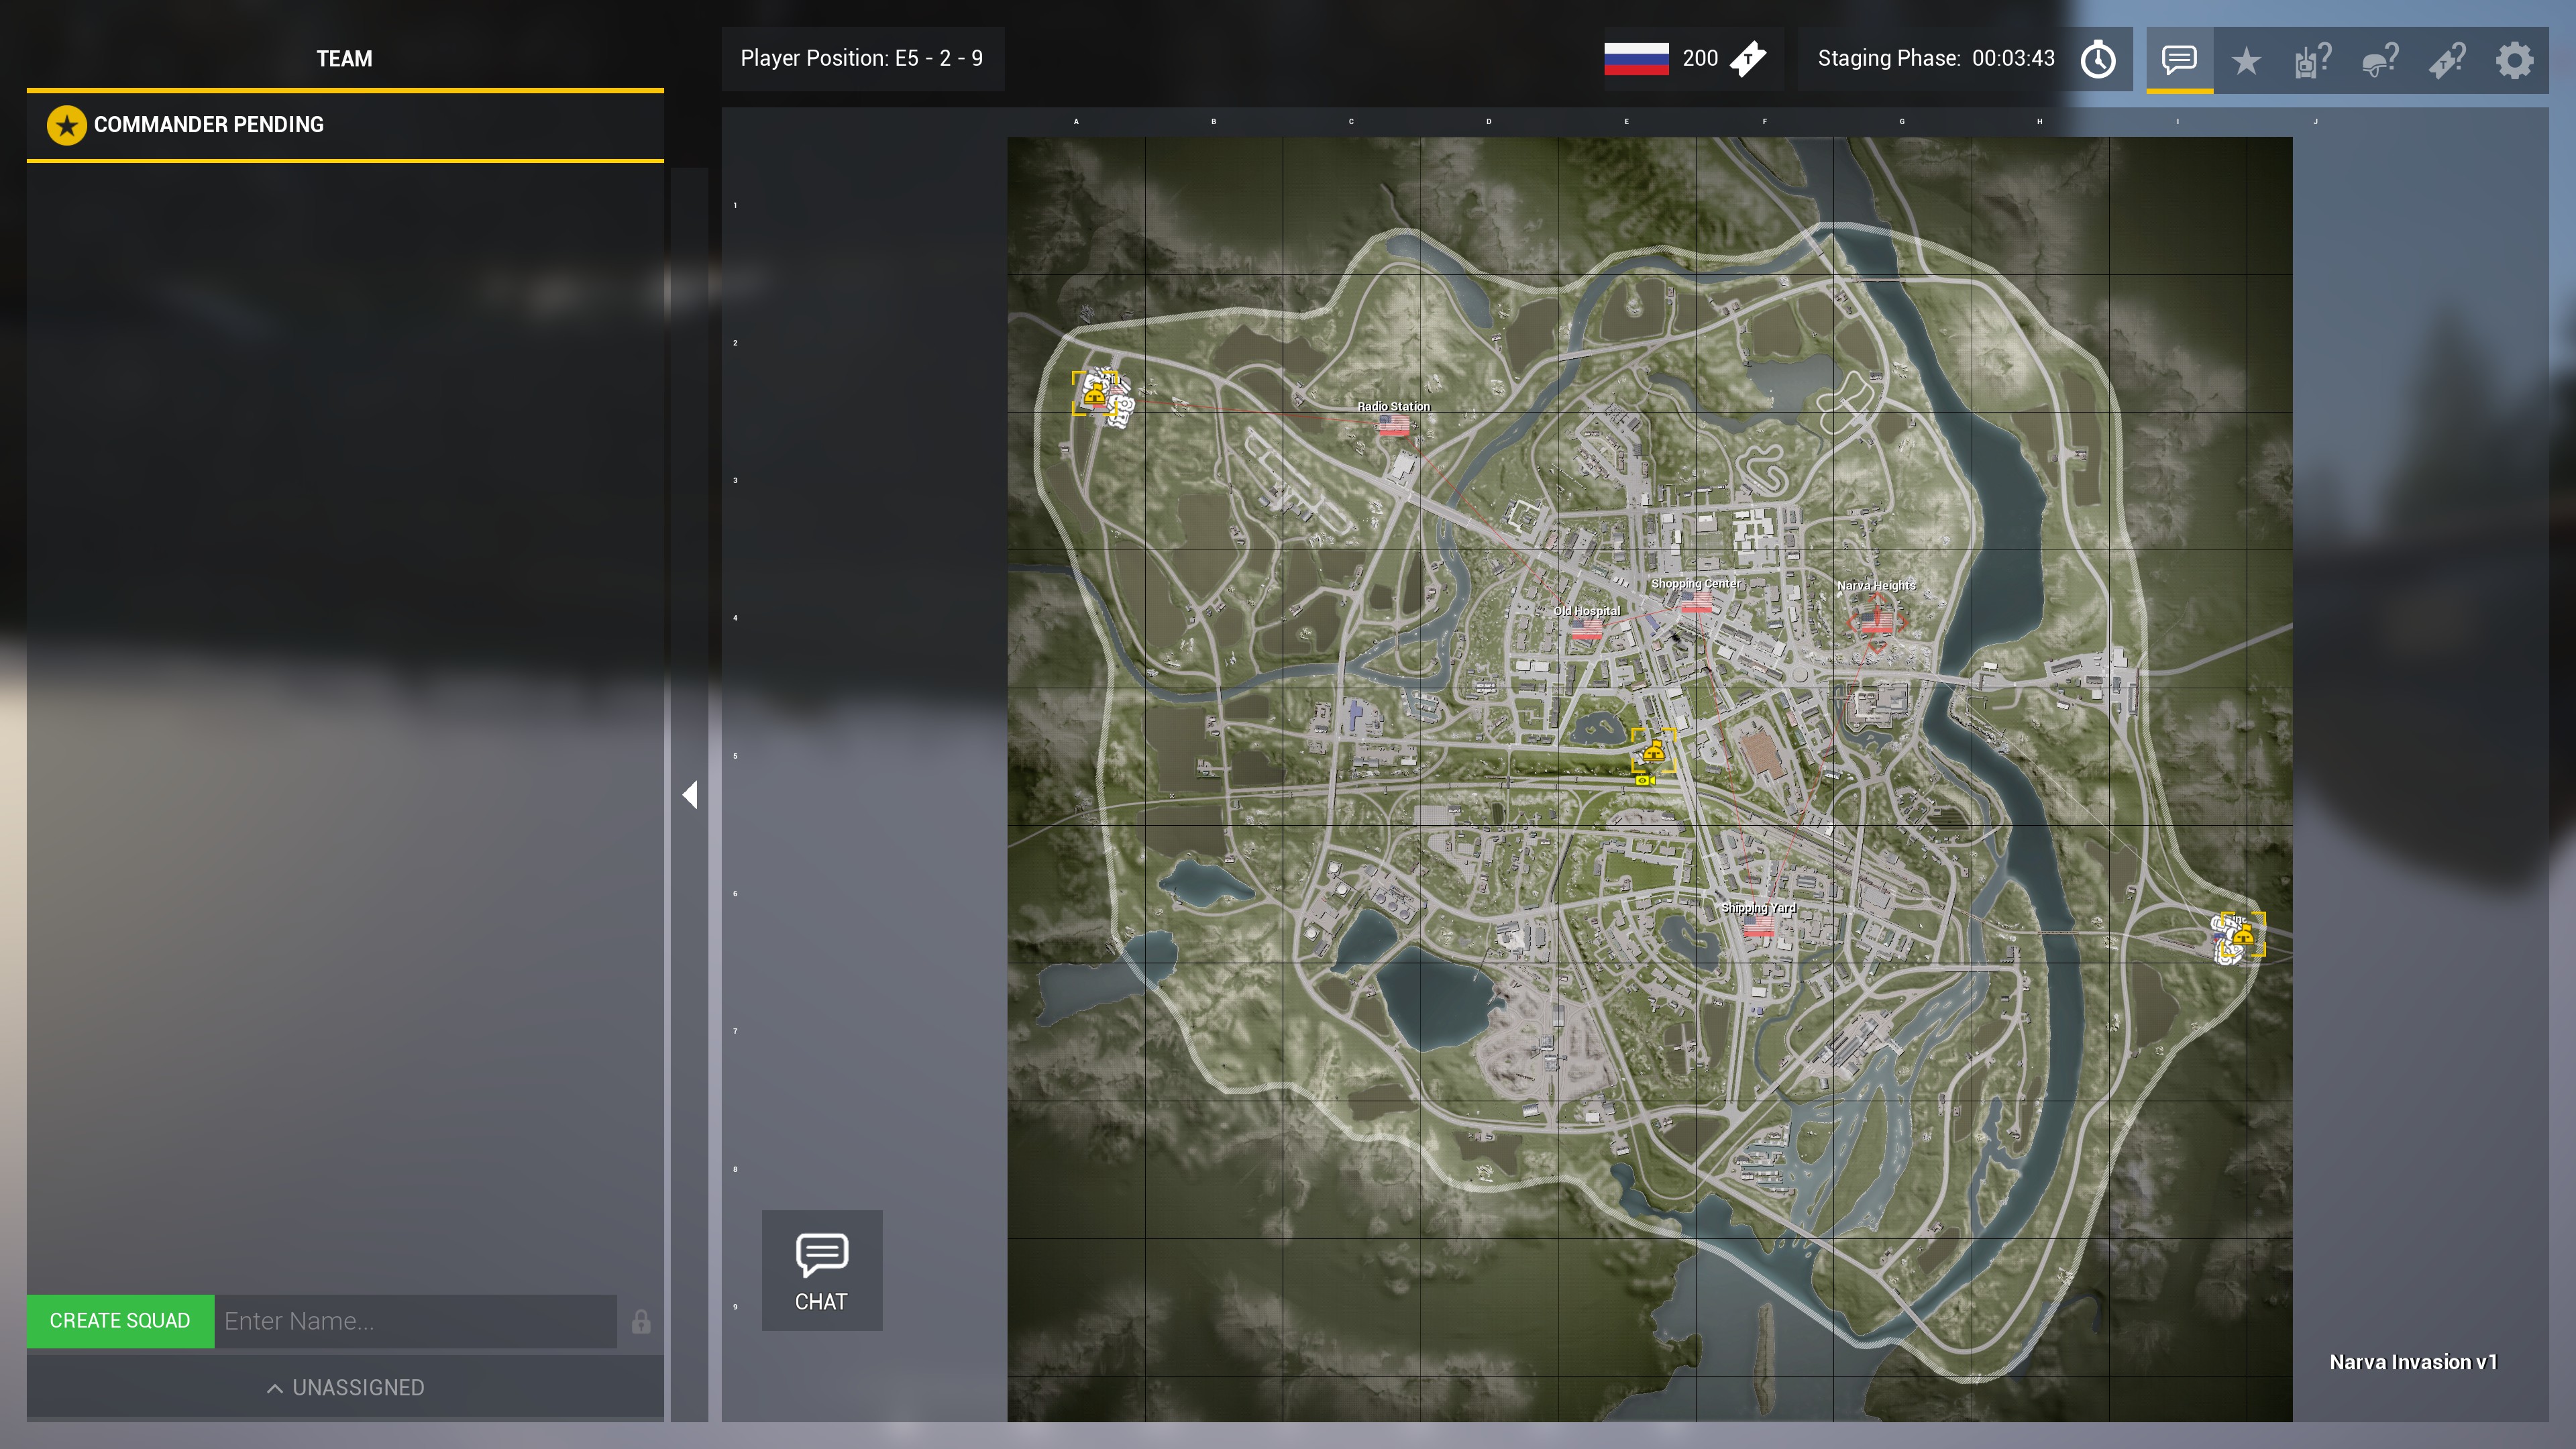 TEAM
Player Position: E5 - 2 - 9
200
T
Staging Phase: 00:03:43
? ? ?
COMMANDER PENDING
A B C D E F G H I J
1
2
Radio Station
3
Shopping Center
Narva Heights
Old Hospital
4
5
6
Shipping Yard
7
8
CHAT
9
CREATE SQUAD
Enter Name...
Narva Invasion v1
UNASSIGNED